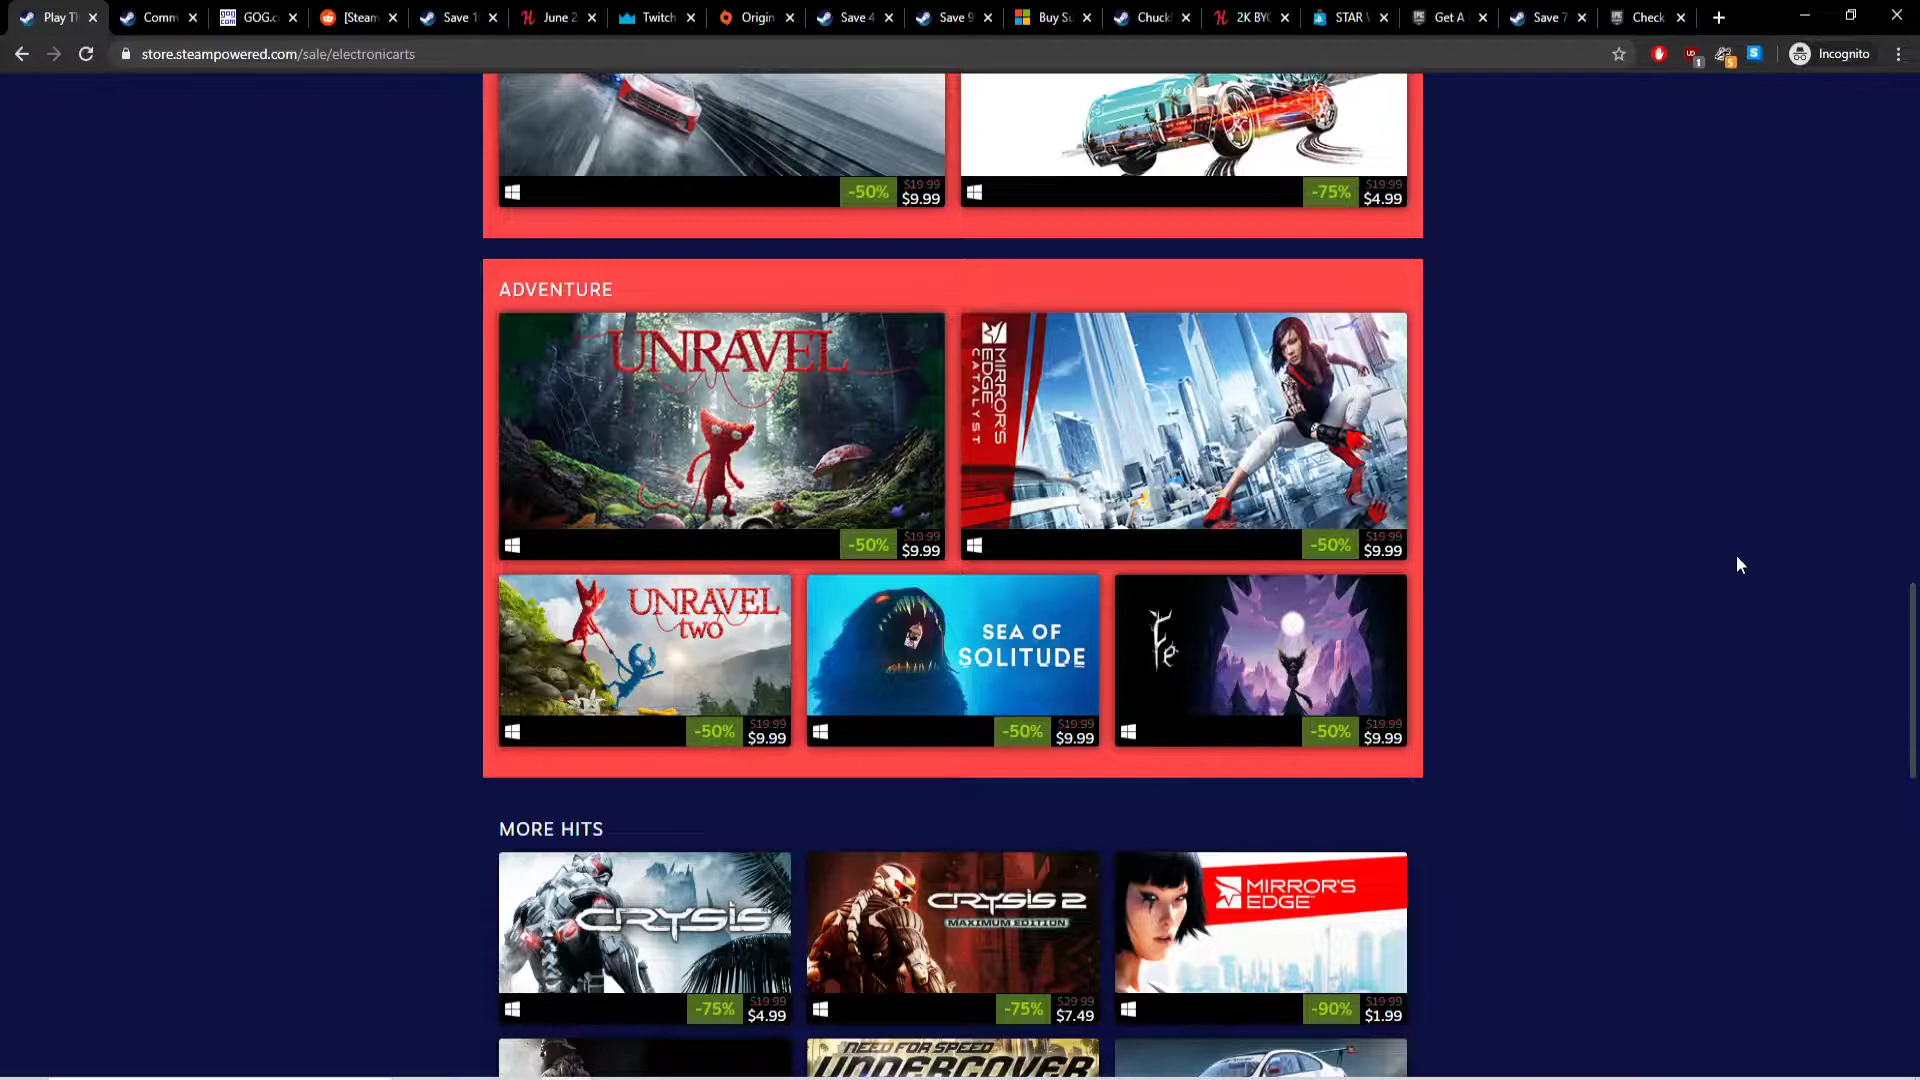 Play Th
Comm
GOG.c
[Steam
Save 1
June 2
Twitch
Origin
Save 4
Save 9
Buy Su
Chuck
2K BYO
STAR
Get A
Save 7
Check
store.steampowered.com/sale/electronicarts
Incognito
-50% $19.99
$9.99
-75% $19.99
$4.99
ADVENTURE
UNRAVEL
MIRROR'S
EDGE
CATALYST
-50% $19.99
$9.99
-50% $19.99
$9.99
UNRAVEL
two
SEA OF
SOLITUDE
Fe
-50% $19.99
$9.99
-50% $19.99
$9.99
-50% $19.99
$9.99
MORE HITS
CRYSIS
CRYSIS 2
MAXIMUM EDITION
MIRROR'S
EDGE
-75% $19.99
$4.99
-75% $29.99
$7.49
-90% $19.99
$1.99
NEED FOR SPEED
UNDERCOVER